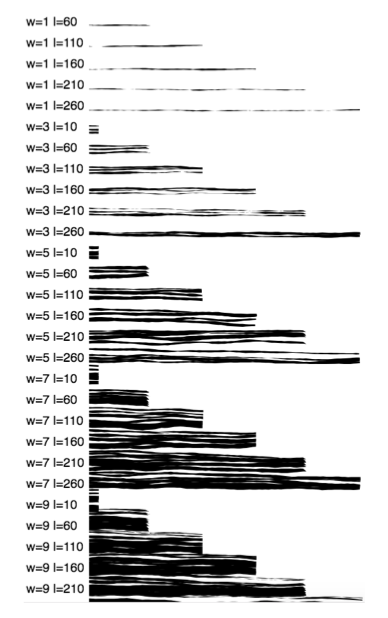 w=1 l=60
w=1 l=110
w=1 l=160
w=1 l=210
w=1 l=260
w=3 l=10
w=3 l=60
w=3 l=110
w=3 l=160
w=3 l=210
w=3 l=260
w=5 l=10
w=5 l=60
w=5 l=110
w=5 l=160
w=5 l=210
w=5 l=260
w=7 l=10
w=7 l=60
w=7 l=110
w=7 l=160
w=7 l=210
w=7 l=260
w=9 l=10
w=9 l=60
w=9 l=110
w=9 l=160
w=9 l=210